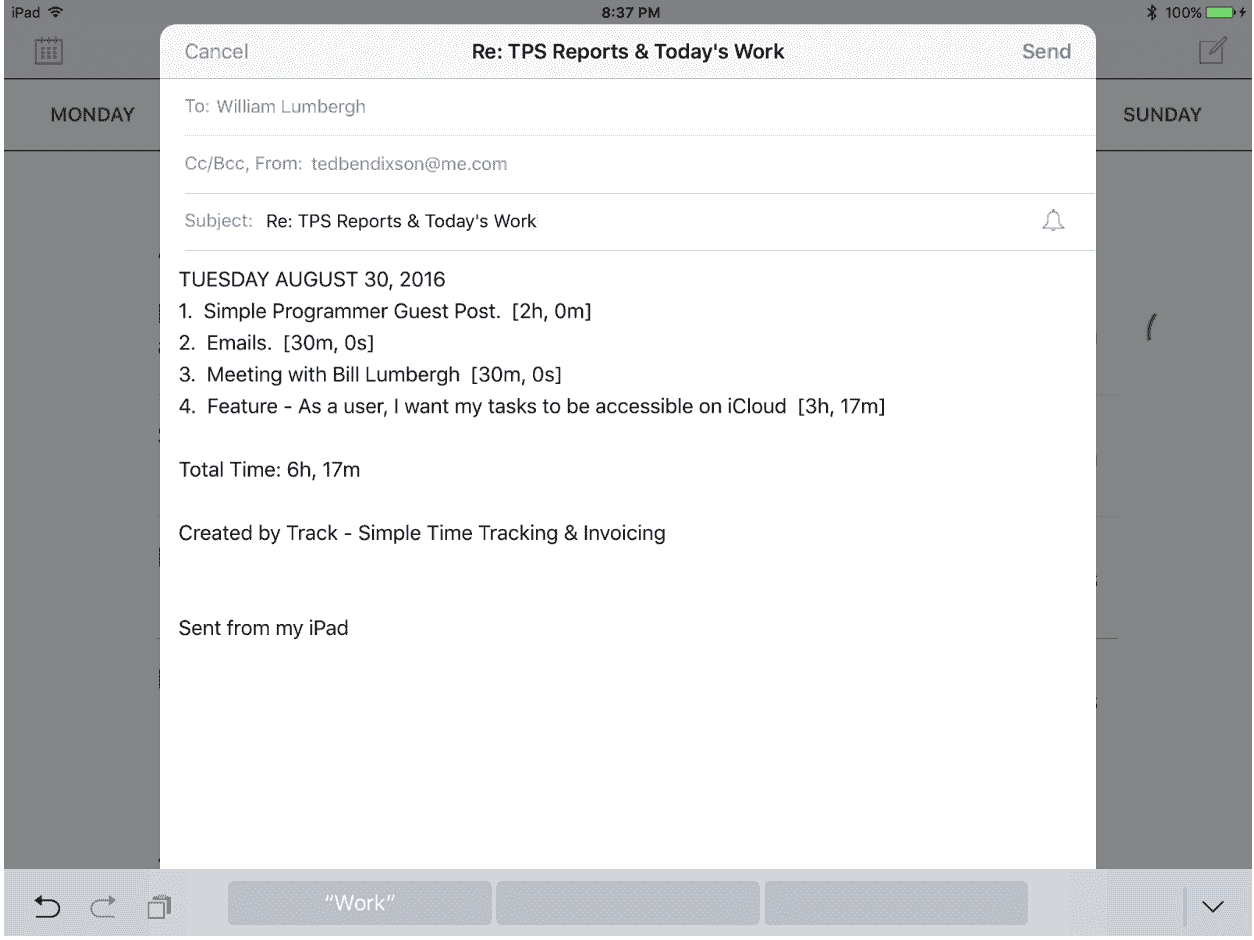 iPad 8:37 PM 100%
Cancel Re: TPS Reports & Today's Work Send
MONDAY SUNDAY
To: William Lumbergh
Cc/Bcc, From: tedbendixson@me.com
Subject: Re: TPS Reports & Today's Work
TUESDAY AUGUST 30, 2016
1. Simple Programmer Guest Post. [2h, 0m]
2. Emails. [30m, 0s]
3. Meeting with Bill Lumbergh [30m, 0s]
4. Feature - As a user, I want my tasks to be accessible on iCloud [3h, 17m]
Total Time: 6h, 17m
Created by Track - Simple Time Tracking & Invoicing
Sent from my iPad
“Work”